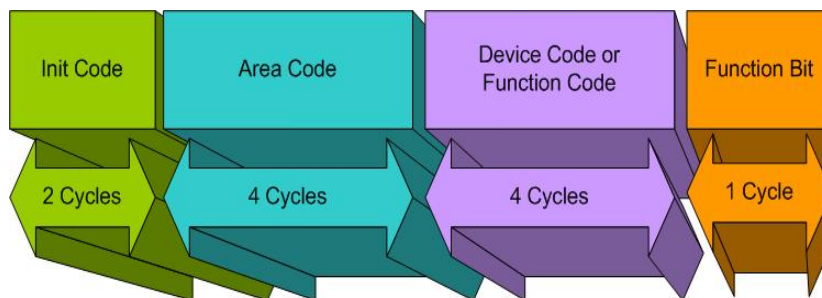 Init Code
Area Code
Device Code or
Function Code
Function Bit
2 Cycles
4 Cycles
4 Cycles
1 Cycle